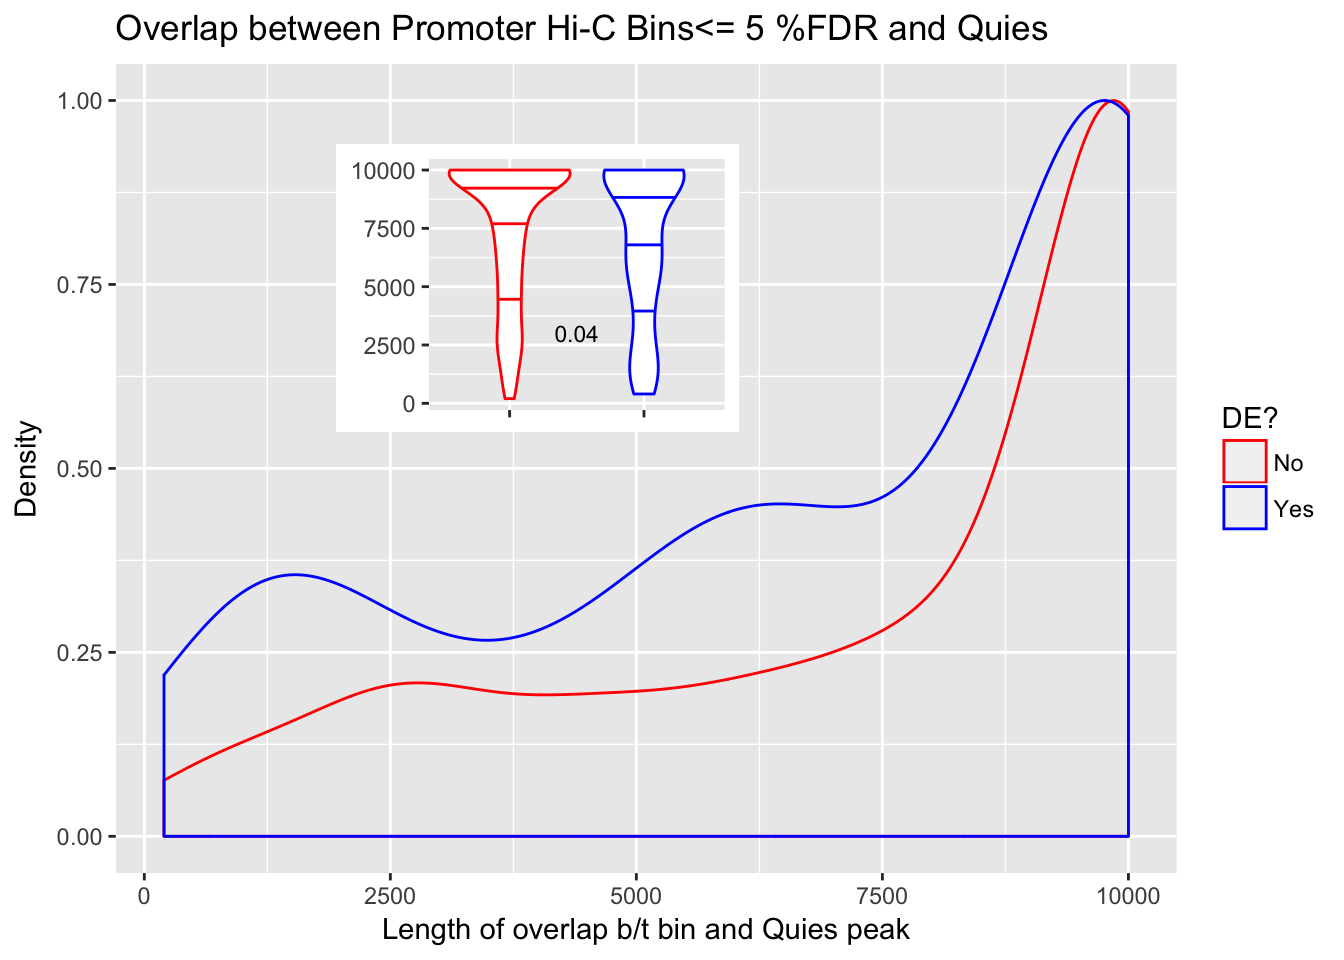 Overlap between Promoter Hi-C Bins<= 5 %FDR and Quies
1.00
0.75
0.50
0.25
0.00
Density
10000
7500
5000
2500
0
0.04
DE?
No
Yes
0 2500 5000 7500 10000
Length of overlap b/t bin and Quies peak